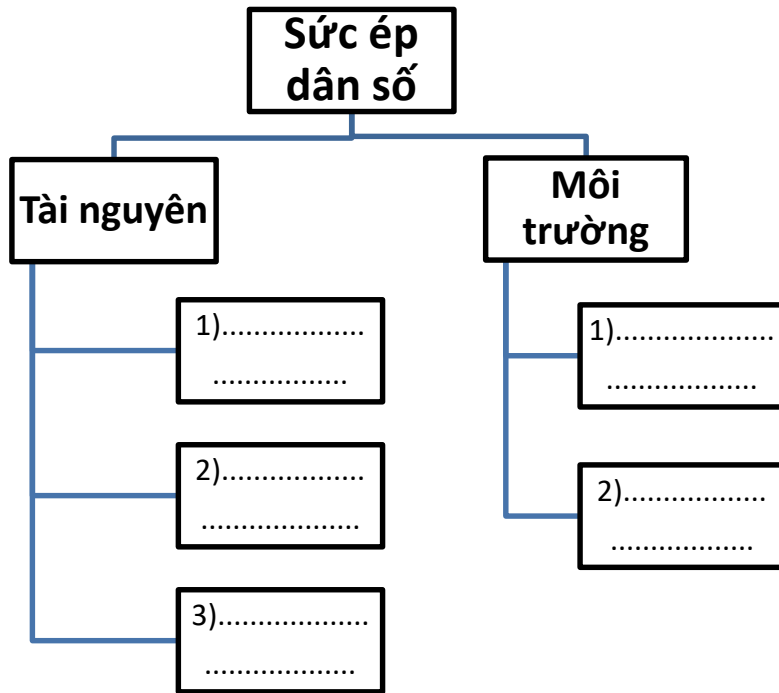 Sức ép
dân số
Tài nguyên
Môi
trường
1)..................
.................
2)..................
....................
3)...................
...................
1)....................
...................
2)..................
..................